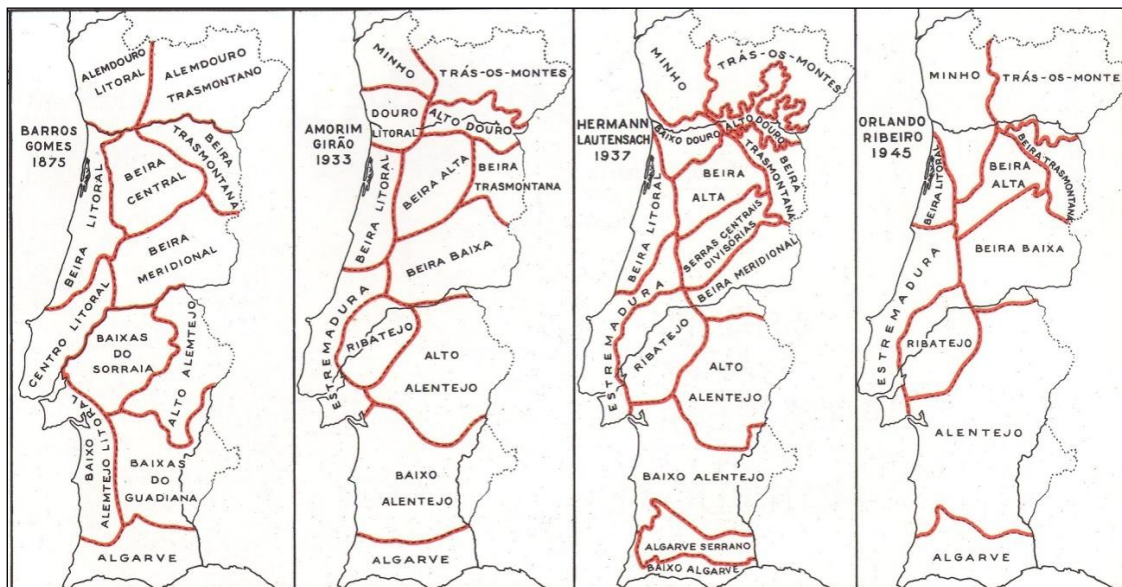 BARROS
GOMES
1875
ALEMDOURO
LITORAL
ALEMDOURO
TRASMONTANO
BEIRA
TRASMONTANA
BEIRA
CENTRAL
BEIRA LITORAL
BEIRA
MERIDIONAL
CENTRO LITORAL
BAIXAS
DO
SORRAIA
ALTO ALEMTEJO
BAIXO
ALEMTEJO LITORAL
BAIXAS
DO
GUADIANA
ALGARVE
AMORIM
GIRÃO
1933
MINHO
TRÁS-OS-MONTES
DOURO
LITORAL
ALTO DOURO
BEIRA LITORAL
BEIRA ALTA
BEIRA
TRASMONTANA
BEIRA BAIXA
ESTREMADURA
RIBATEJO
ALTO
ALENTEJO
BAIXO
ALENTEJO
ALGARVE
HERMANN
LAUTENSACH
1937
MINHO
TRÁS-OS-MONTES
BAIXO DOURO
ALTO DOURO
BEIRA
TRASMONTANA
BEIRA
ALTA
BEIRA LITORAL
SERRAS CENTRAIS
DIVISÓRIAS
BEIRA MERIDIONAL
ESTREMADURA
RIBATEJO
ALTO
ALENTEJO
BAIXO ALENTEJO
ALGARVE SERRANO
BAIXO ALGARVE
ORLANDO
RIBEIRO
1945
MINHO
TRÁS-OS-MONTE
BEIRA LITORAL
BEIRA
ALTA
BEIRA TRASMONTANA
BEIRA BAIXA
ESTREMADURA
RIBATEJO
ALENTEJO
ALGARVE